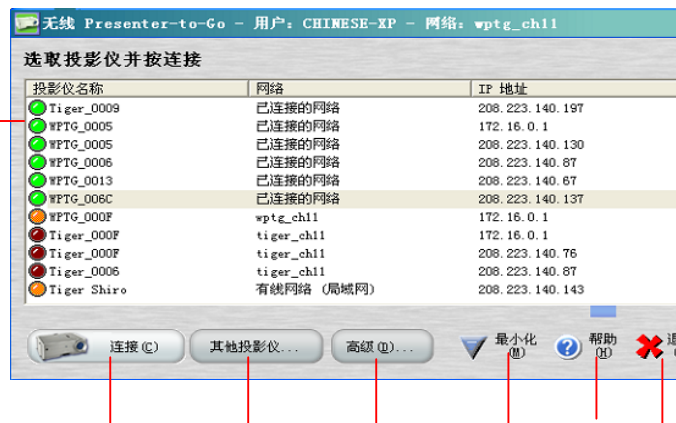 无线 Presenter-to-Go - 用户: CHINESE-XP - 网络: wptg_ch11
选取投影仪并按连接
投影仪名称 网络 IP 地址
Tiger_0009 已连接的网络 208.223.140.197
WPTG_0005 已连接的网络 172.16.0.1
WPTG_0005 已连接的网络 208.223.140.130
WPTG_0006 已连接的网络 208.223.140.87
WPTG_0013 已连接的网络 208.223.140.67
WPTG_006C 已连接的网络 208.223.140.137
WPTG_000F wptg_ch11 172.16.0.1
Tiger_000F tiger_ch11 172.16.0.1
Tiger_000F tiger_ch11 208.223.140.76
Tiger_0006 tiger_ch11 208.223.140.87
Tiger Shiro 有线网络 (局域网) 208.223.140.143
连接(C) 其他投影仪... 高级(D)... 最小化 帮助
(M) (H)